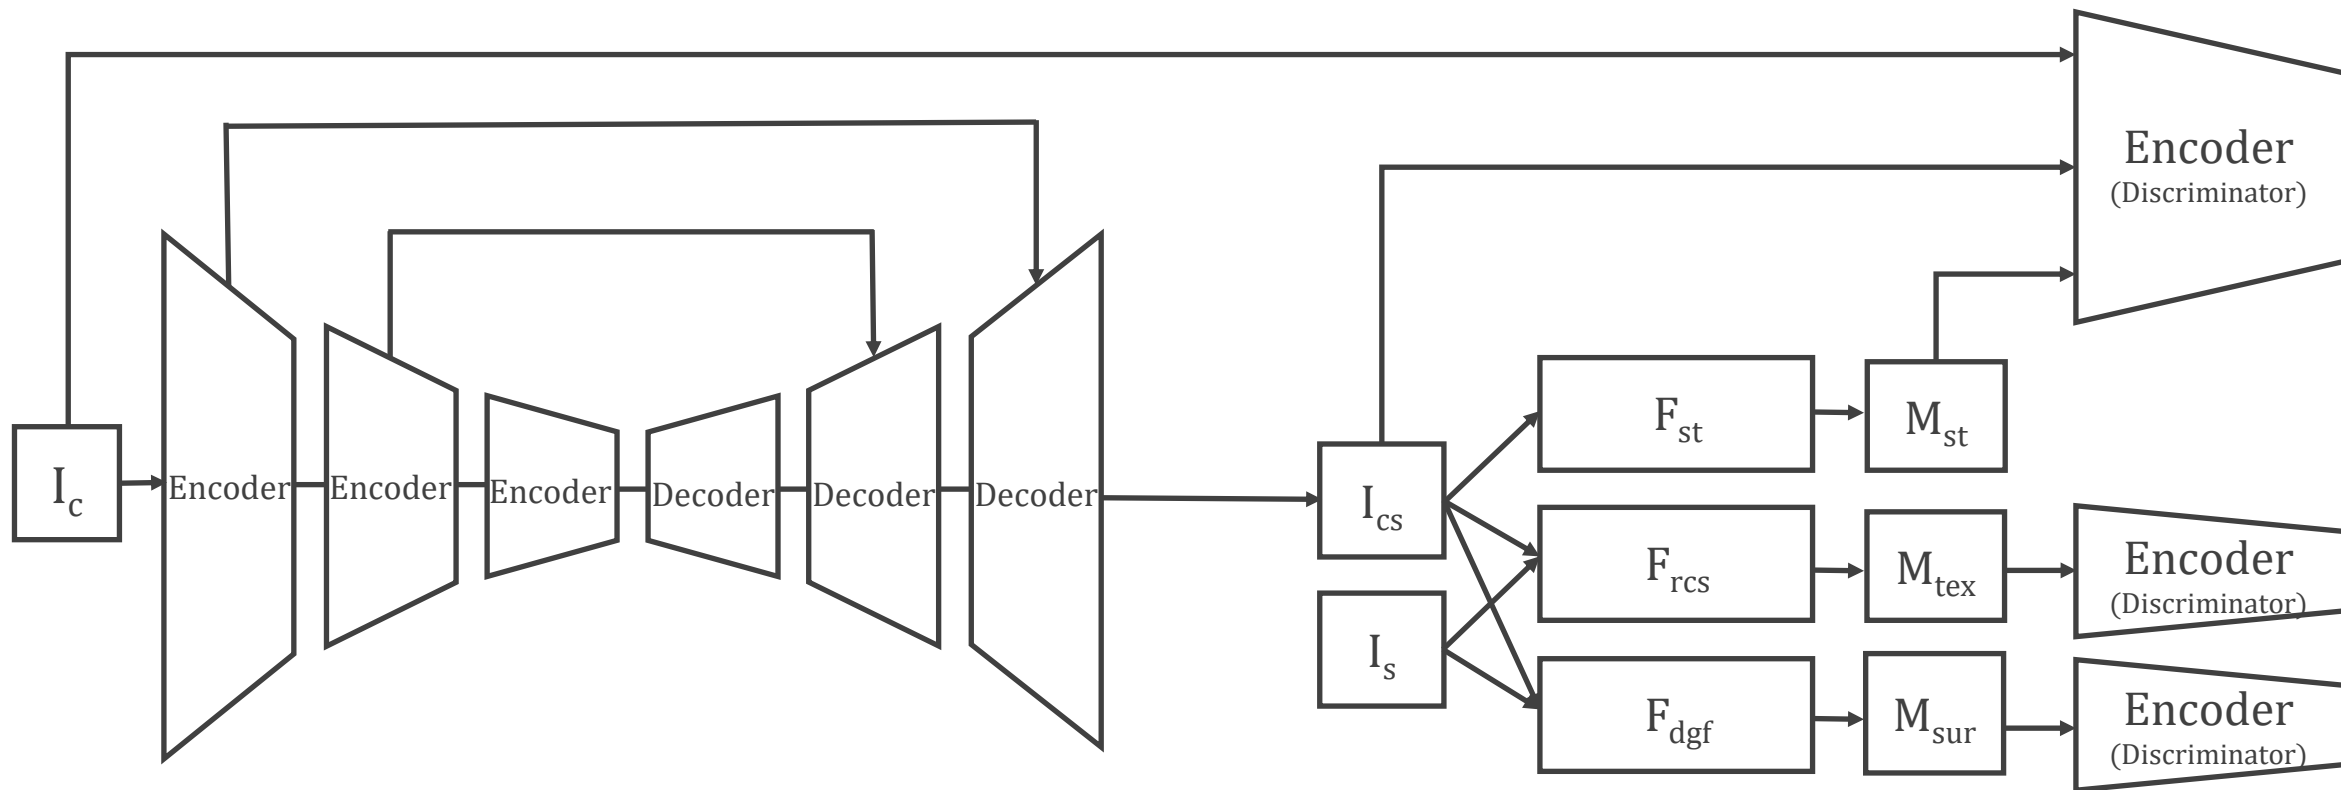 Encoder
(Discriminator)
I_c
Encoder
Encoder
Encoder
Decoder
Decoder
Decoder
I_cs
F_st
M_st
F_rcs
M_tex
Encoder
(Discriminator)
I_s
F_dgf
M_sur
Encoder
(Discriminator)